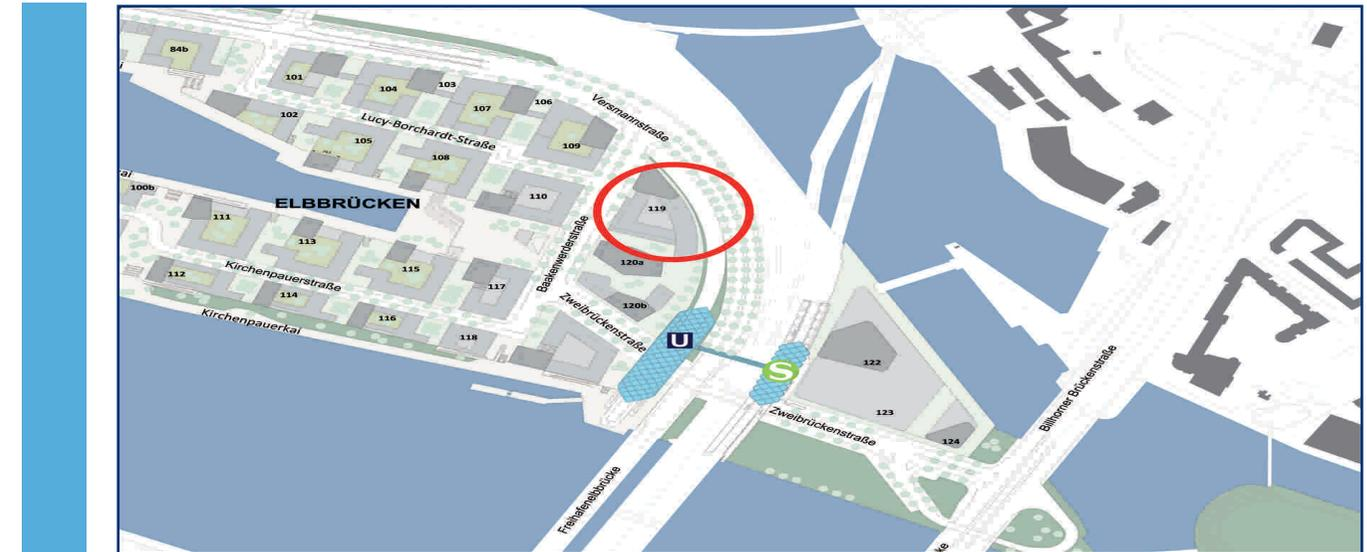 84b
101
103
104
106
107
Versmannstraße
102
Lucy-Borchardt-Straße
105
109
108
ai
100b
110
ELBBRÜCKEN
119
111
113
Baakenwerderstraße
120a
115
112
Kirchenpauerstraße
117
114
120b
Zweibrückenstraße
Kirchenpauerkai
116
118
U
S
122
123
Zweibrückenstraße
124
Billhorner Brückenstraße
Freihafenelbbrücke
ke